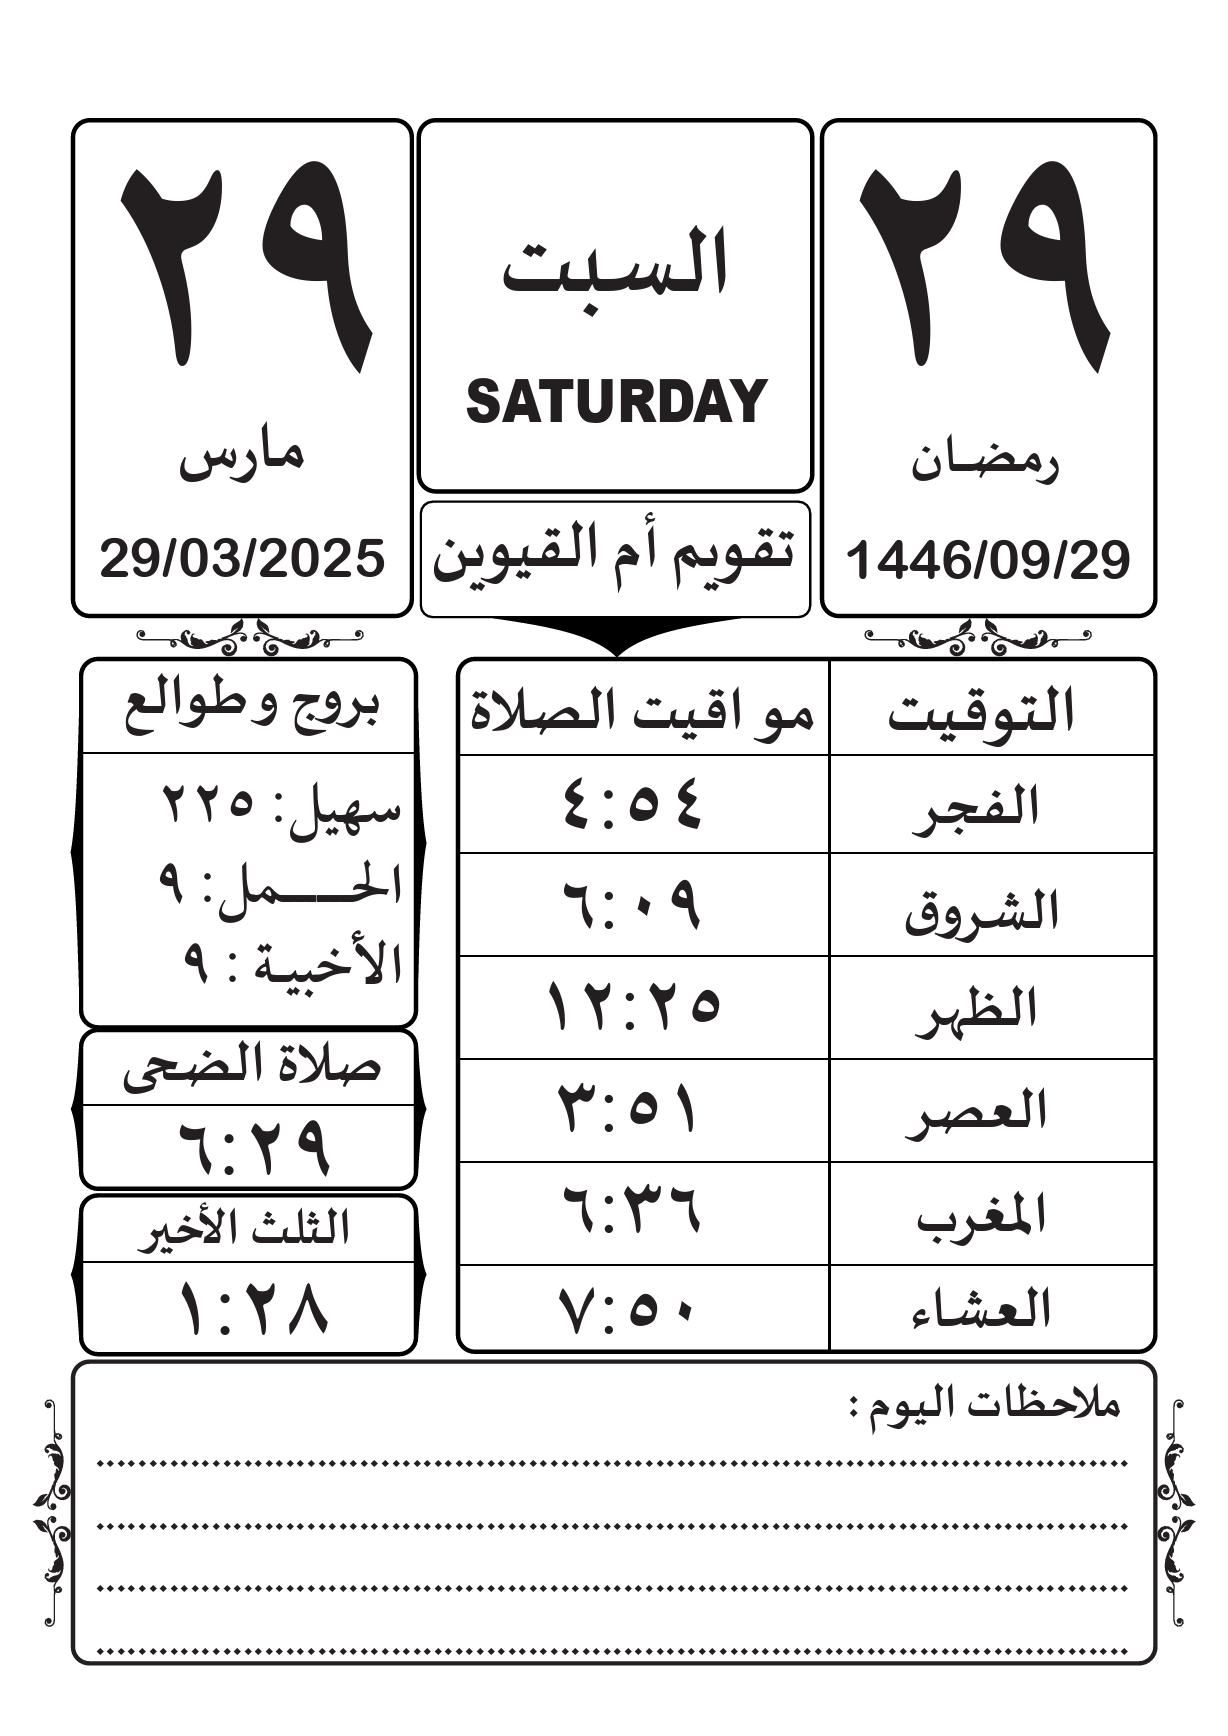 ٢٩
رمضان
1446/09/29
السبت
SATURDAY
تقويم أم القيوين
٢٩
مارس
29/03/2025
التوقيت مواقيت الصلاة
الفجر ٤:٥٤
الشروق ٦:٠٩
الظهر ١٢:٢٥
العصر ٣:٥١
المغرب ٦:٣٦
العشاء ٧:٥٠
بروج وطوالع
سهيل: ٢٢٥
الحـــمل: ٩
الأخبية : ٩
صلاة الضحى
٦:٢٩
الثلث الأخير
١:٢٨
ملاحظات اليوم :